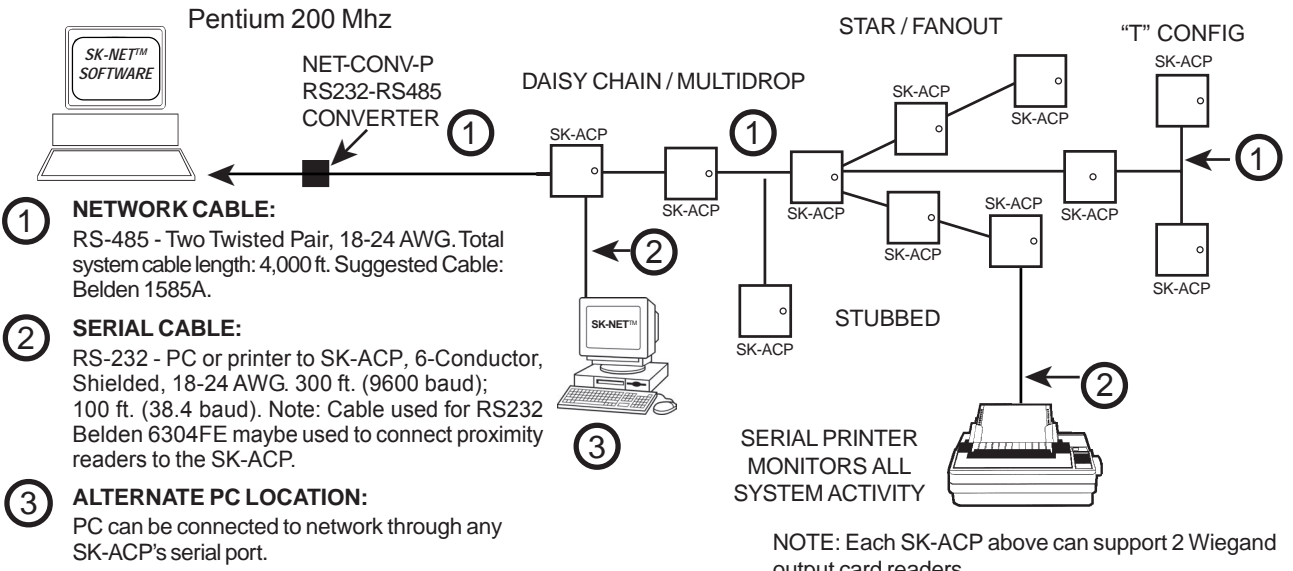 Pentium 200 Mhz
SK-NET™
SOFTWARE
NET-CONV-P
RS232-RS485
CONVERTER
1
DAISY CHAIN / MULTIDROP
STAR / FANOUT
"T" CONFIG
SK-ACP
SK-ACP
SK-ACP
SK-ACP
1
1
SK-ACP
SK-ACP
SK-ACP
SK-ACP
SK-ACP
SK-ACP
SK-ACP
SK-ACP
STUBBED
2
SK-NET™
3
2
SERIAL PRINTER
MONITORS ALL
SYSTEM ACTIVITY
1
NETWORK CABLE:
RS-485 - Two Twisted Pair, 18-24 AWG. Total
system cable length: 4,000 ft. Suggested Cable:
Belden 1585A.
2
SERIAL CABLE:
RS-232 - PC or printer to SK-ACP, 6-Conductor,
Shielded, 18-24 AWG. 300 ft. (9600 baud);
100 ft. (38.4 baud). Note: Cable used for RS232
Belden 6304FE maybe used to connect proximity
readers to the SK-ACP.
3
ALTERNATE PC LOCATION:
PC can be connected to network through any
SK-ACP's serial port.
NOTE: Each SK-ACP above can support 2 Wiegand
output card readers